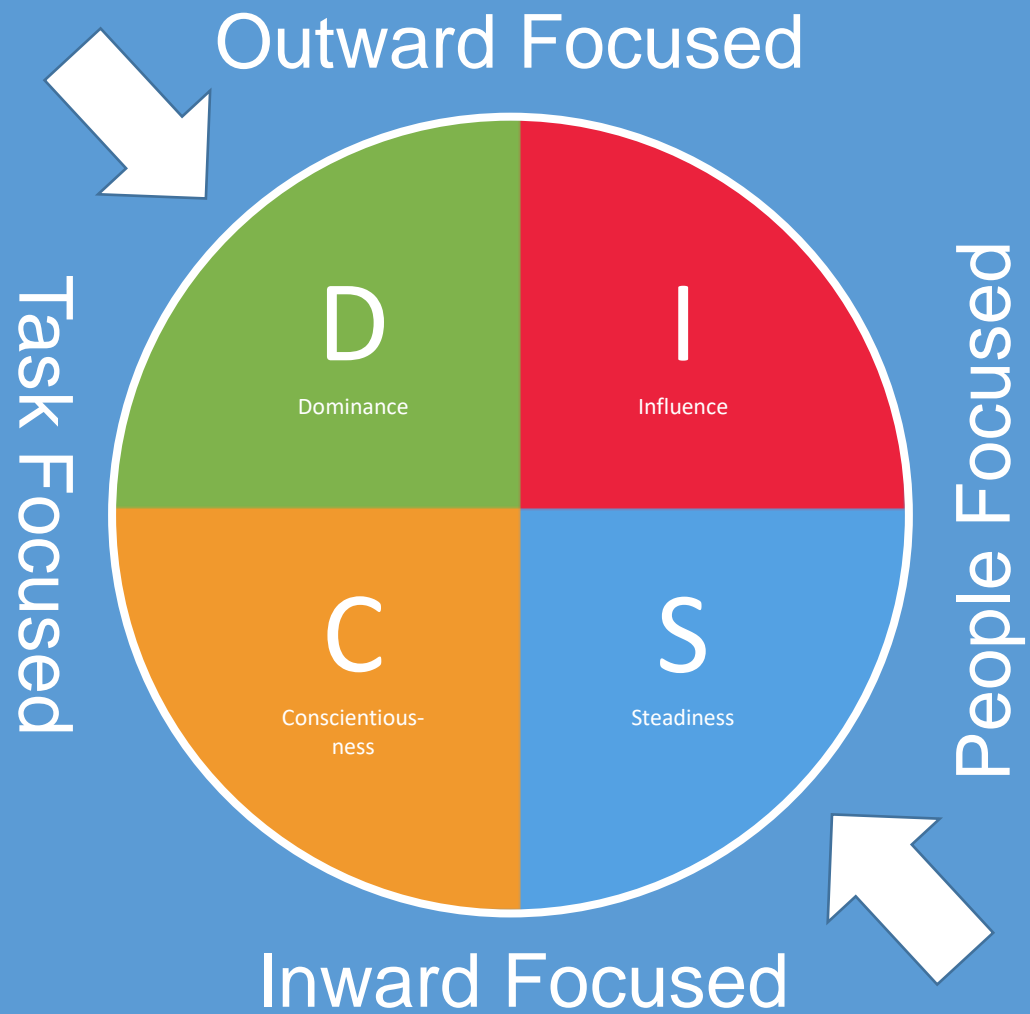 Outward Focused
Task Focused
D
Dominance
I
Influence
People Focused
C
Conscientious-
ness
S
Steadiness
Inward Focused